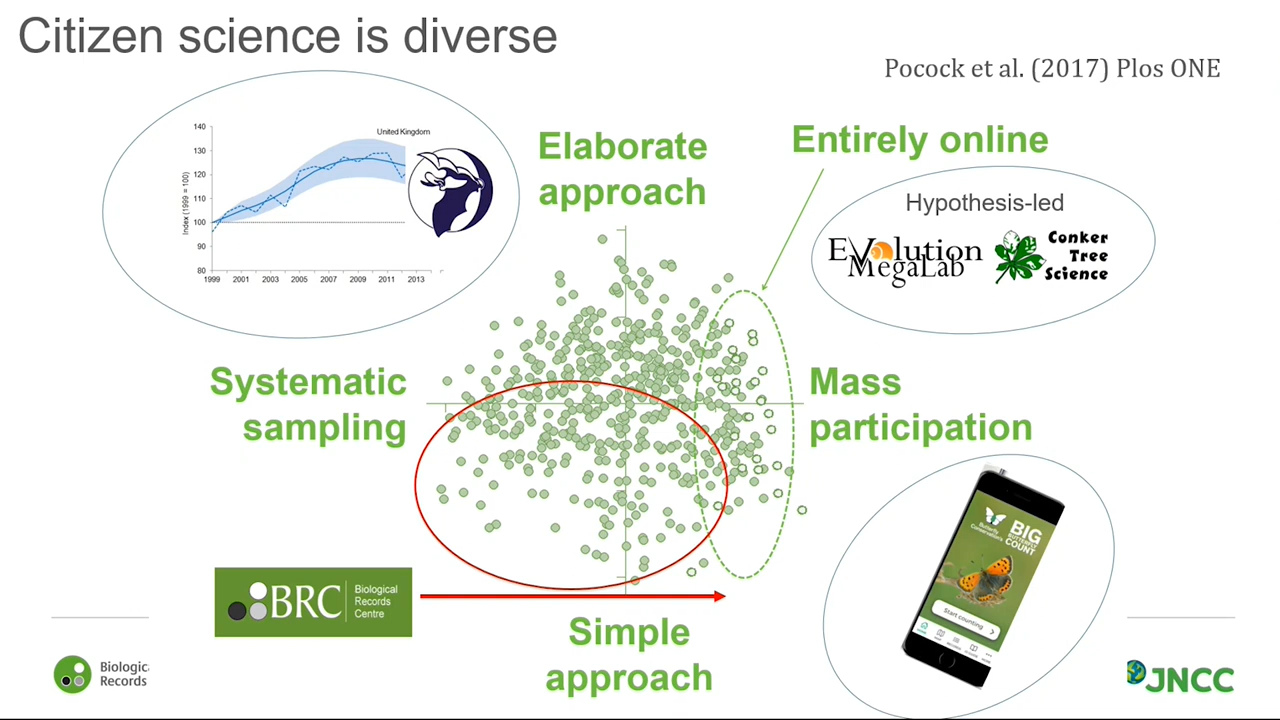 Citizen science is diverse
Pocock et al. (2017) Plos ONE
140
130
120
110
100
90
80
Index (1999 = 100)
United Kingdom
1999 2001 2003 2005 2007 2009 2011 2013
Elaborate
approach
Entirely online
Hypothesis-led
EVolution
MegaLab
Conker
Tree
Science
Systematic
sampling
Mass
participation
Butterfly
Conservation's
BIG
BUTTERFLY
COUNT
Start counting
BRC
Biological
Records
Centre
Simple
approach
Biologic
Records
JNCC